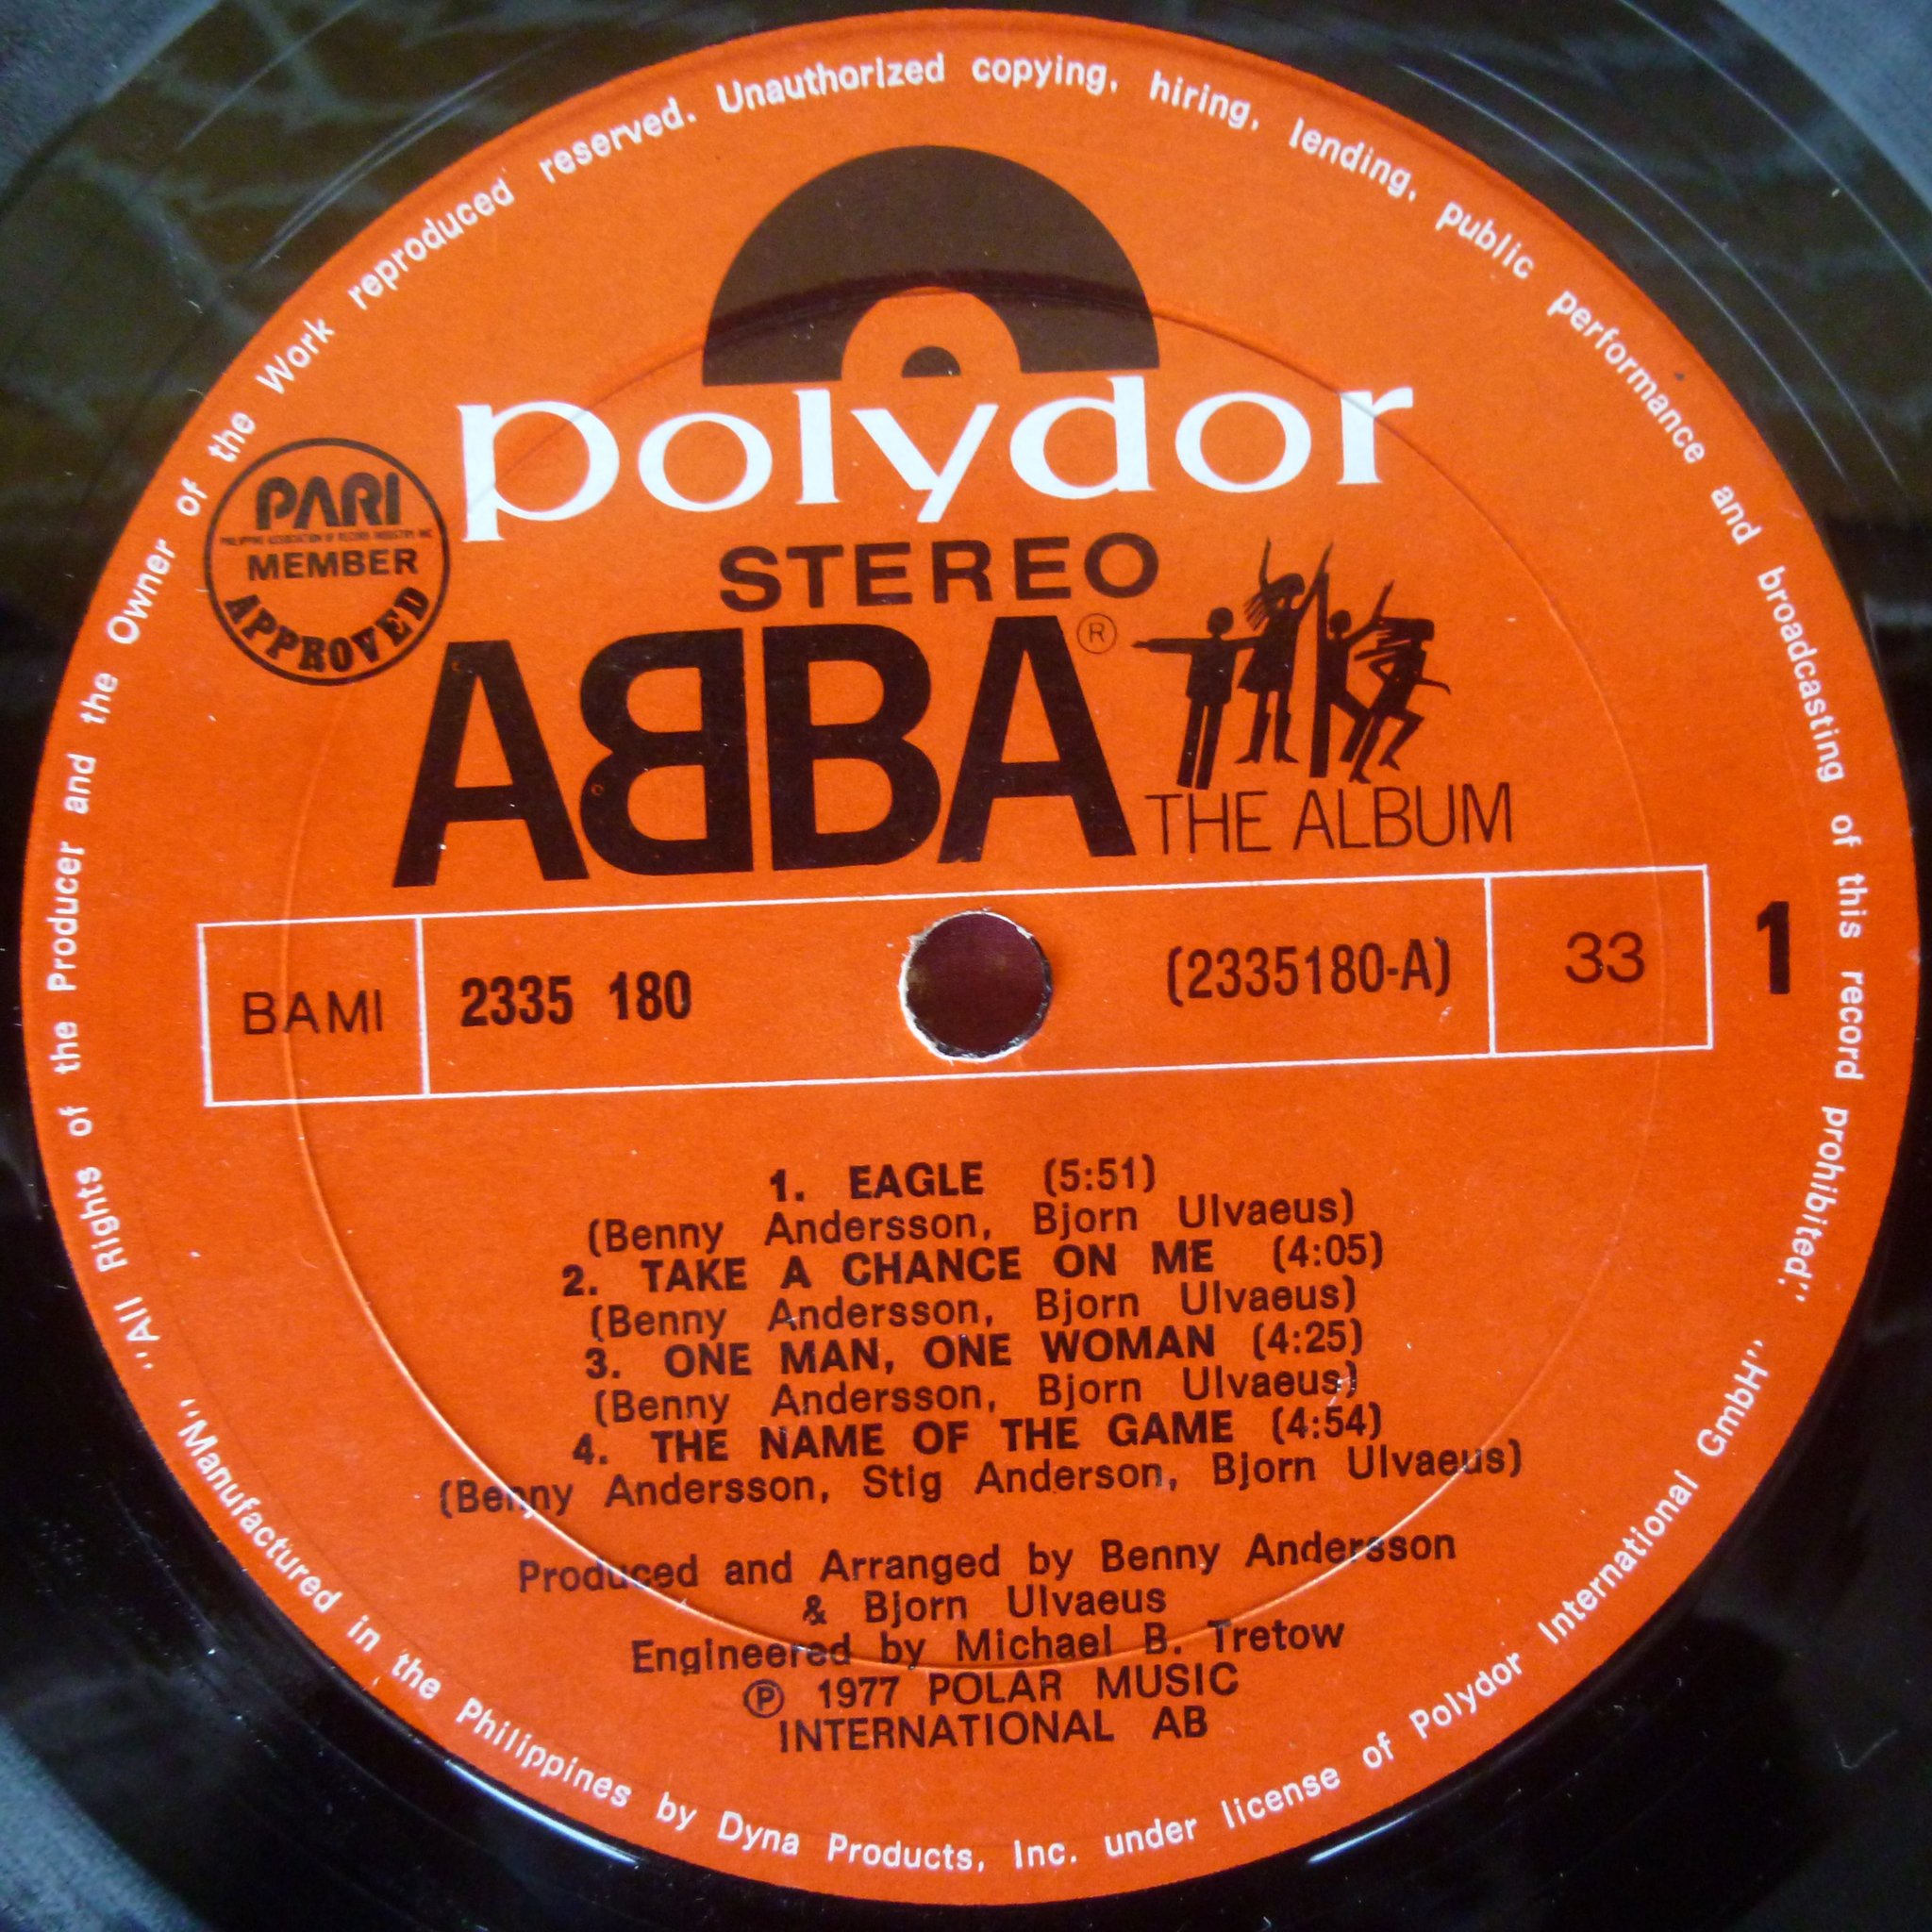 "All Rights of the Producer and the Owner of the Work reproduced reserved. Unauthorized copying, hiring, lending, public performance and broadcasting of this record prohibited."
polydor
PARI
PHILIPPINE ASSOCIATION OF RECORD INDUSTRY INC
MEMBER
APPROVED
STEREO
ABBA® THE ALBUM
BAMI 2335 180 (2335180-A) 33 1
1. EAGLE (5:51)
(Benny Andersson, Bjorn Ulvaeus)
2. TAKE A CHANCE ON ME (4:05)
(Benny Andersson, Bjorn Ulvaeus)
3. ONE MAN, ONE WOMAN (4:25)
(Benny Andersson, Bjorn Ulvaeus)
4. THE NAME OF THE GAME (4:54)
(Benny Andersson, Stig Anderson, Bjorn Ulvaeus)
Produced and Arranged by Benny Andersson
& Bjorn Ulvaeus
Engineered by Michael B. Tretow
℗ 1977 POLAR MUSIC
INTERNATIONAL AB
N., "Manufactured in the Philippines by Dyna Products, Inc. under license of Polydor International GmbH"